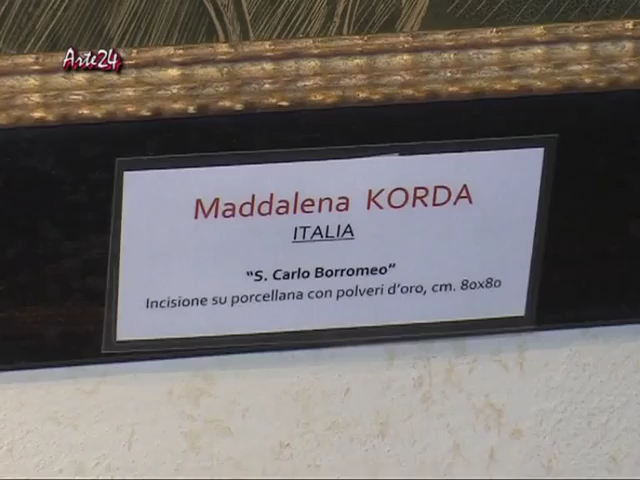 Arte24
Maddalena KORDA
ITALIA
"S. Carlo Borromeo"
Incisione su porcellana con polveri d'oro, cm. 80x80